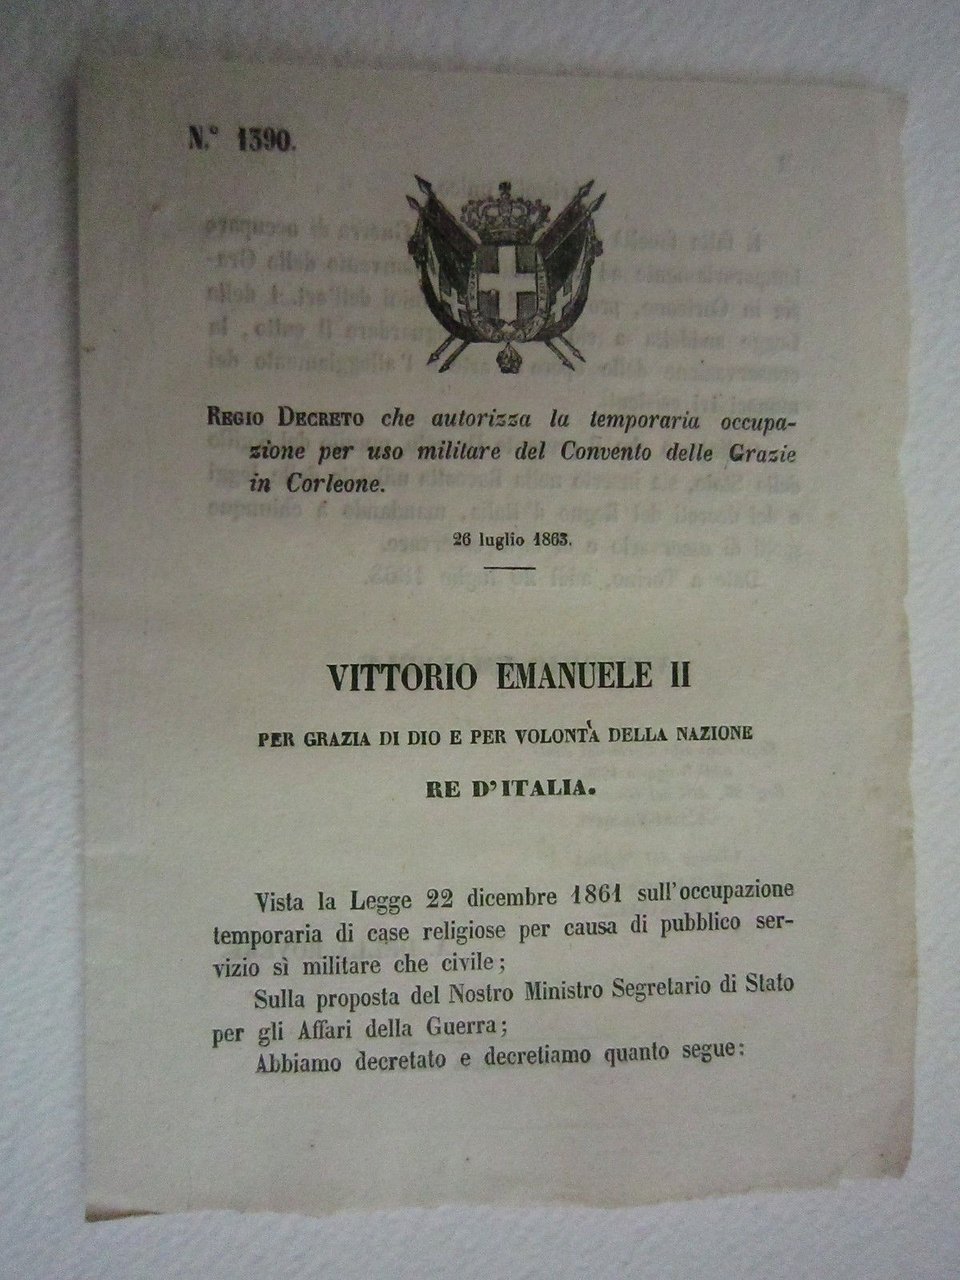 N.° 1390.
REGIO DECRETO che autorizza la temporaria occupa-
zione per uso militare del Convento delle Grazie
in Corleone.
26 luglio 1863.
VITTORIO EMANUELE II
PER GRAZIA DI DIO E PER VOLONTÀ DELLA NAZIONE
RE D'ITALIA.
Vista la Legge 22 dicembre 1861 sull'occupazione
temporaria di case religiose per causa di pubblico ser-
vizio sì militare che civile;
Sulla proposta del Nostro Ministro Segretario di Stato
per gli Affari della Guerra;
Abbiamo decretato e decretiamo quanto segue: